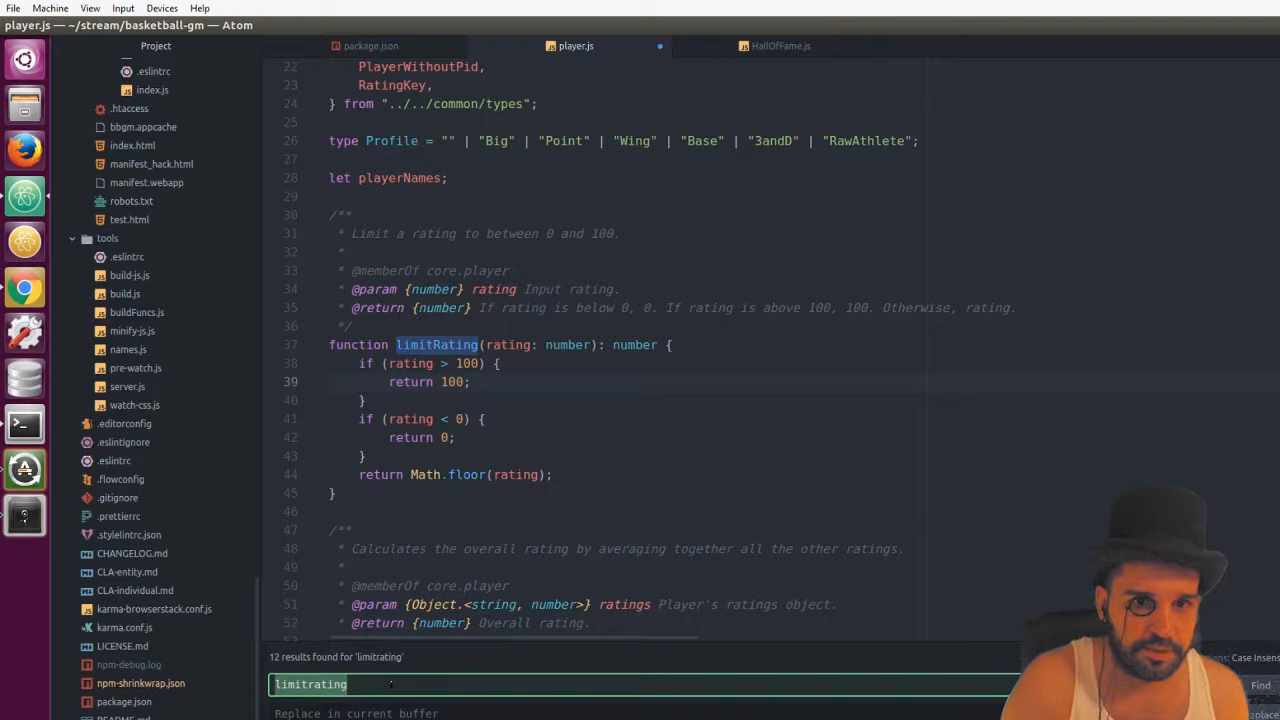 File Machine View Input Devices Help
player.js — ~/stream/basketball-gm — Atom
Project
package.json
player.js
HallOfFame.js
.eslintrc
index.js
.htaccess
bbgm.appcache
index.html
manifest_hack.html
manifest.webapp
robots.txt
test.html
tools
.eslintrc
build-js.js
build.js
buildFuncs.js
minify-js.js
names.js
pre-watch.js
server.js
watch-css.js
.editorconfig
.eslintignore
.eslintrc
.flowconfig
.gitignore
.prettierrc
.stylelintrc.json
CHANGELOG.md
CLA-entity.md
CLA-individual.md
karma-browserstack.conf.js
karma.conf.js
LICENSE.md
npm-debug.log
npm-shrinkwrap.json
package.json
README.md
22 PlayerWithoutPid,
23 RatingKey,
24 } from "../../common/types";
25
26 type Profile = "" | "Big" | "Point" | "Wing" | "Base" | "3andD" | "RawAthlete";
27
28 let playerNames;
29
30 /**
31 * Limit a rating to between 0 and 100.
32 *
33 * @memberOf core.player
34 * @param {number} rating Input rating.
35 * @return {number} If rating is below 0, 0. If rating is above 100, 100. Otherwise, rating.
36 */
37 function limitRating(rating: number): number {
38 if (rating > 100) {
39 return 100;
40 }
41 if (rating < 0) {
42 return 0;
43 }
44 return Math.floor(rating);
45 }
46
47 /**
48 * Calculates the overall rating by averaging together all the other ratings.
49 *
50 * @memberOf core.player
51 * @param {Object.<string, number>} ratings Player's ratings object.
52 * @return {number} Overall rating.
12 results found for 'limitrating'
Case Insens
limitrating
Find
Replace in current buffer